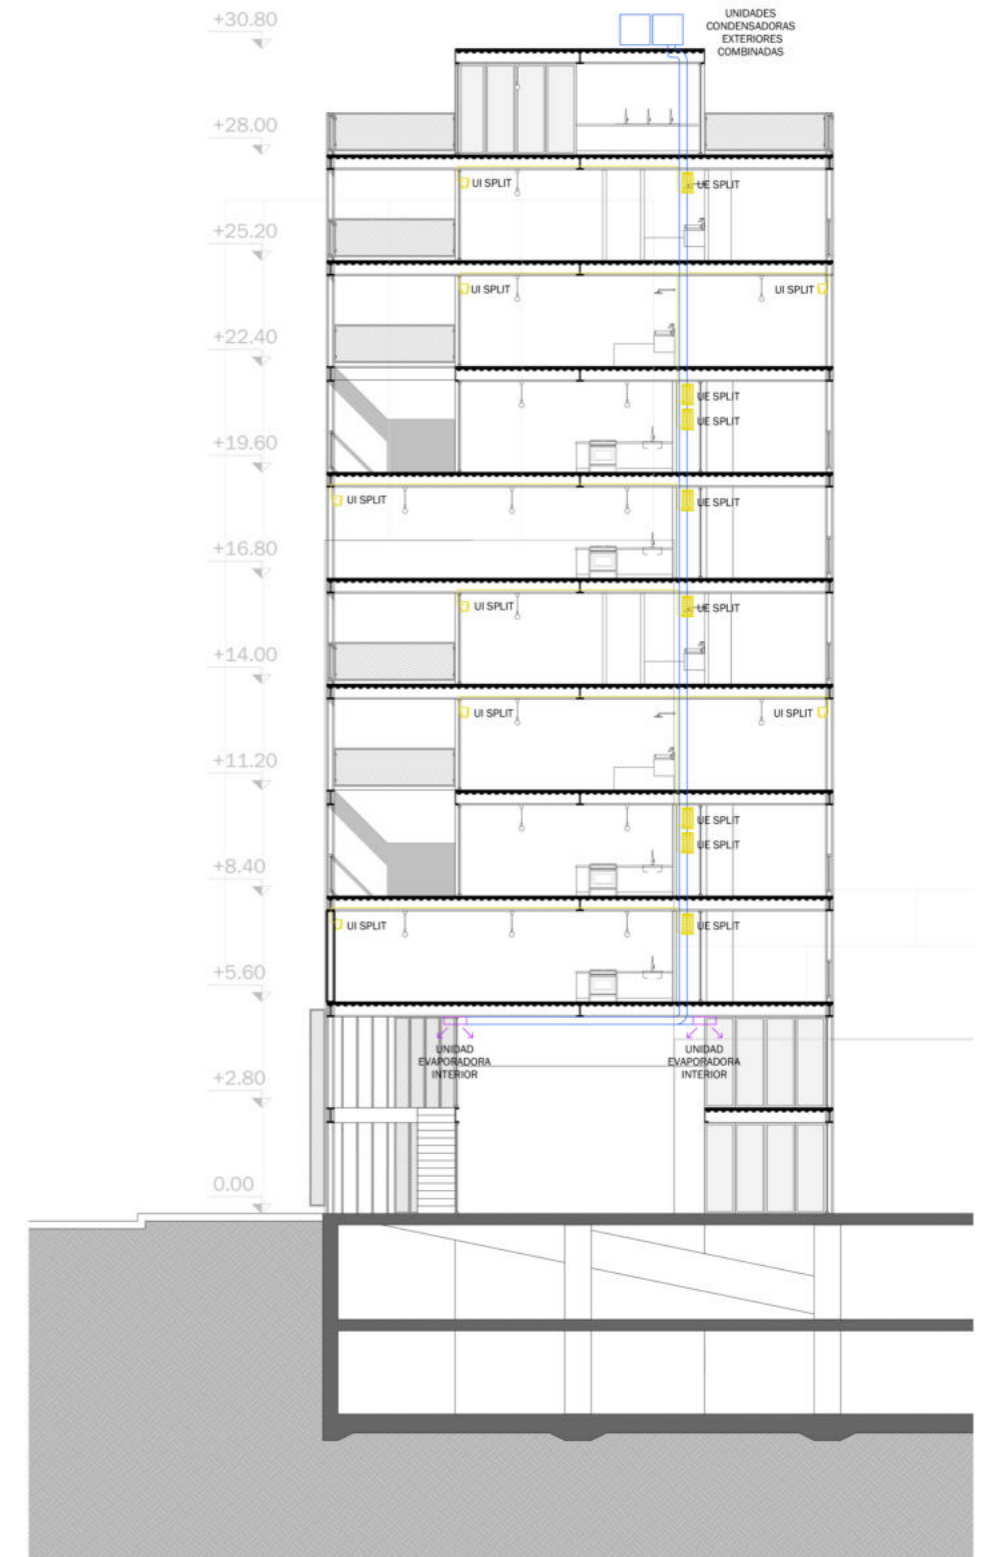 +30.80
UNIDADES
CONDENSADORAS
EXTERIORES
COMBINADAS
+28.00
UI SPLIT
UE SPLIT
+25.20
UI SPLIT
UI SPLIT
+22.40
UE SPLIT
UE SPLIT
+19.60
UI SPLIT
UE SPLIT
+16.80
UI SPLIT
UE SPLIT
+14.00
UI SPLIT
UI SPLIT
+11.20
UE SPLIT
UE SPLIT
+8.40
UI SPLIT
UE SPLIT
+5.60
UNIDAD
EVAPORADORA
INTERIOR
UNIDAD
EVAPORADORA
INTERIOR
+2.80
0.00